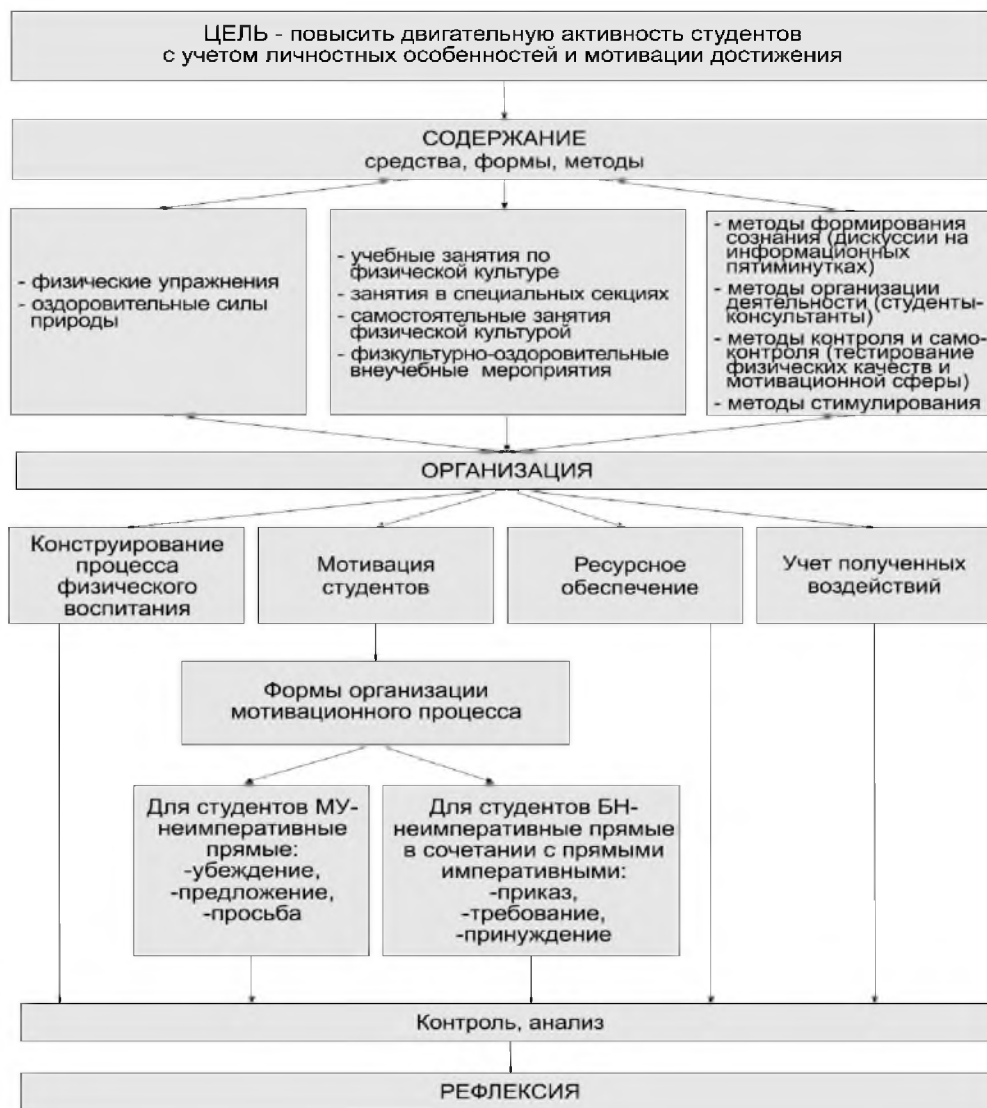 ЦЕЛЬ - повысить двигательную активность студентов
с учетом личностных особенностей и мотивации достижения
СОДЕРЖАНИЕ
средства, формы, методы
- физические упражнения
- оздоровительные силы
природы
- учебные занятия по
физической культуре
- занятия в специальных секциях
- самостоятельные занятия
физической культурой
- физкультурно-оздоровительные
внеучебные мероприятия
- методы формирования
сознания (дискуссии на
информационных
пятиминутках)
- методы организации
деятельности (студенты-
консультанты)
- методы контроля и само-
контроля (тестирование
физических качеств и
мотивационной сферы)
- методы стимулирования
ОРГАНИЗАЦИЯ
Конструирование
процесса
физического
воспитания
Мотивация
студентов
Ресурсное
обеспечение
Учет полученных
воздействий
Формы организации
мотивационного процесса
Для студентов МУ-
неимперативные
прямые:
-убеждение,
-предложение,
-просьба
Для студентов БН-
неимперативные прямые
в сочетании с прямыми
императивными:
-приказ,
-требование,
-принуждение
Контроль, анализ
РЕФЛЕКСИЯ